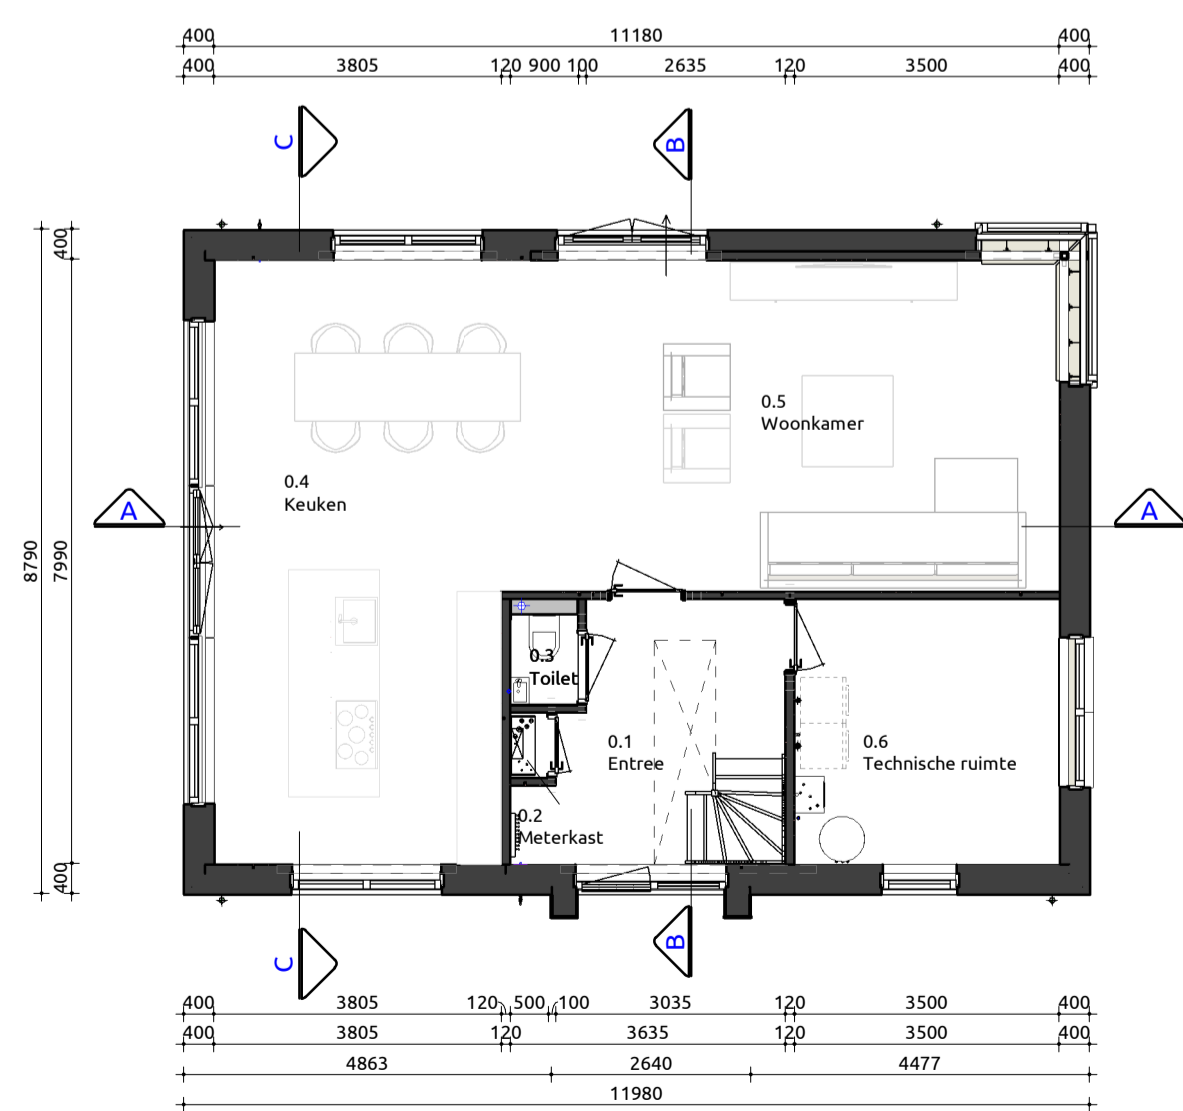 400 11180 400
400 3805 120 900 100 2635 120 3500 400
C
B
400
0.5
Woonkamer
0.4
Keuken
A
A
8790
7990
0.3
Toilet
0.1
Entree
0.6
Technische ruimte
0.2
Meterkast
400
C
B
400 3805 120 500 100 3035 120 3500 400
400 3805 120 3635 120 3500 400
4863 2640 4477
11980